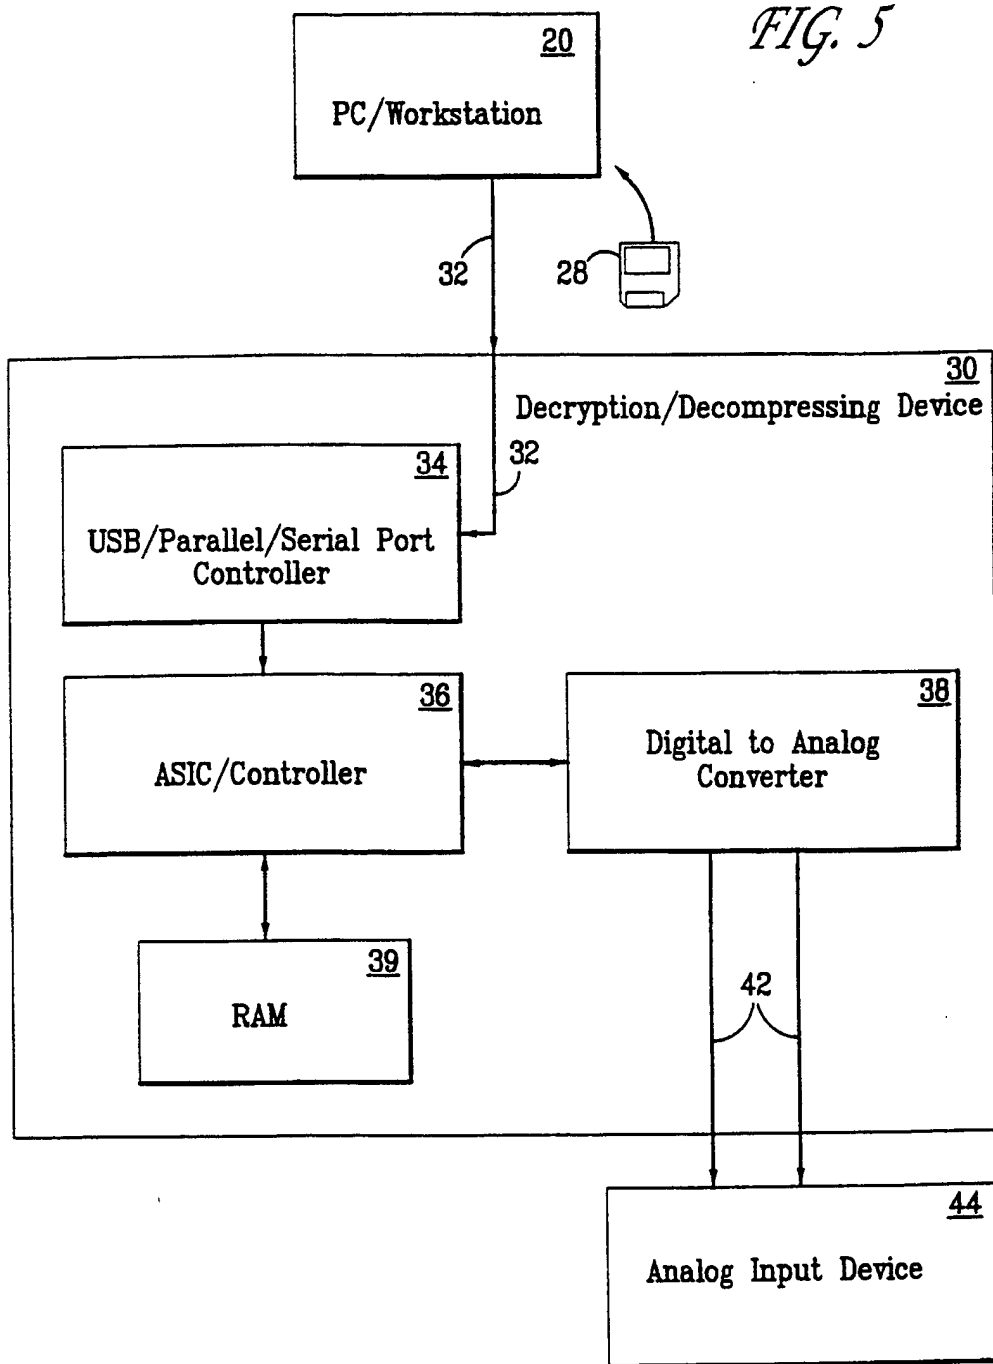 FIG. 5
20
PC/Workstation
32
28
30
Decryption/Decompressing Device
32
34
USB/Parallel/Serial Port
Controller
36
ASIC/Controller
38
Digital to Analog
Converter
39
RAM
42
44
Analog Input Device